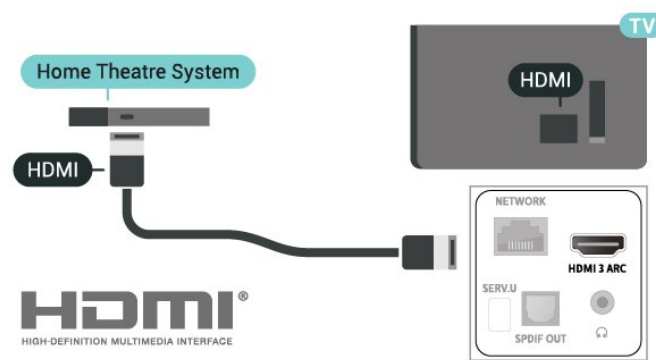 TV
Home Theatre System
HDMI
HDMI
NETWORK
HDMI 3 ARC
SERV.U
SPDIF OUT
HDMI®
HIGH-DEFINITION MULTIMEDIA INTERFACE